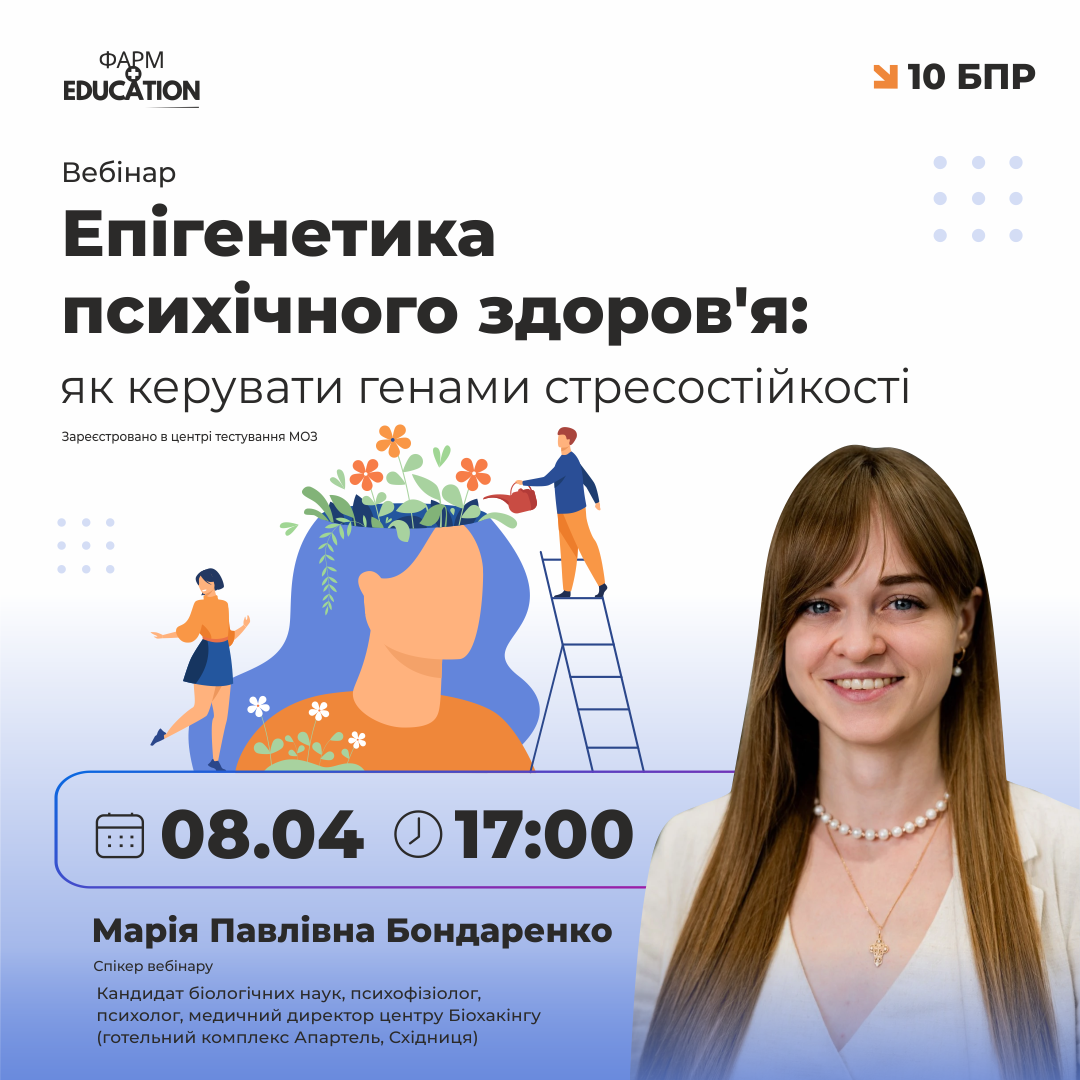 ФАРМ
EDUCATION
10 БПР
Вебінар
Епігенетика
психічного здоров'я:
як керувати генами стресостійкості
Зареєстровано в центрі тестування МОЗ
08.04 17:00
Марія Павлівна Бондаренко
Спікер вебінару
Кандидат біологічних наук, психофізіолог,
психолог, медичний директор центру Біохакінгу
(готельний комплекс Апартель, Східниця)